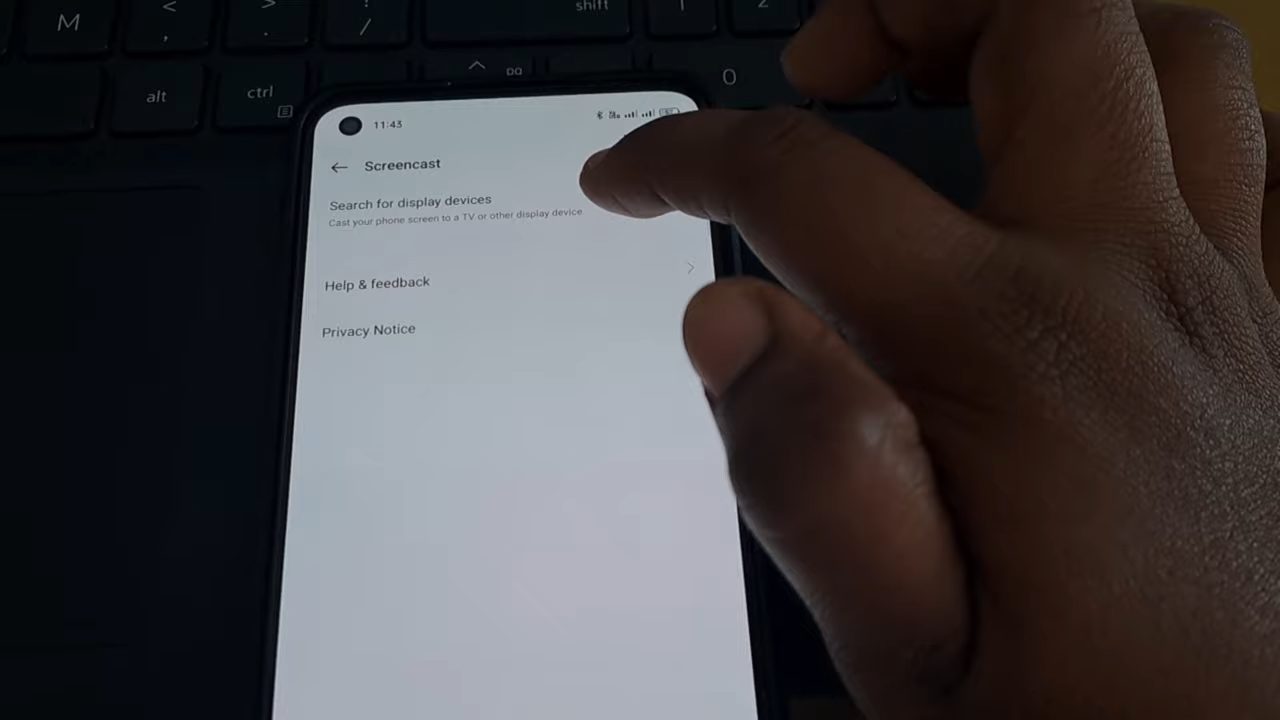 M
<
,
>
.
/
shift
alt
ctrl
0
11:43
Screencast
Search for display devices
Cast your phone screen to a TV or other display device
Help & feedback
Privacy Notice